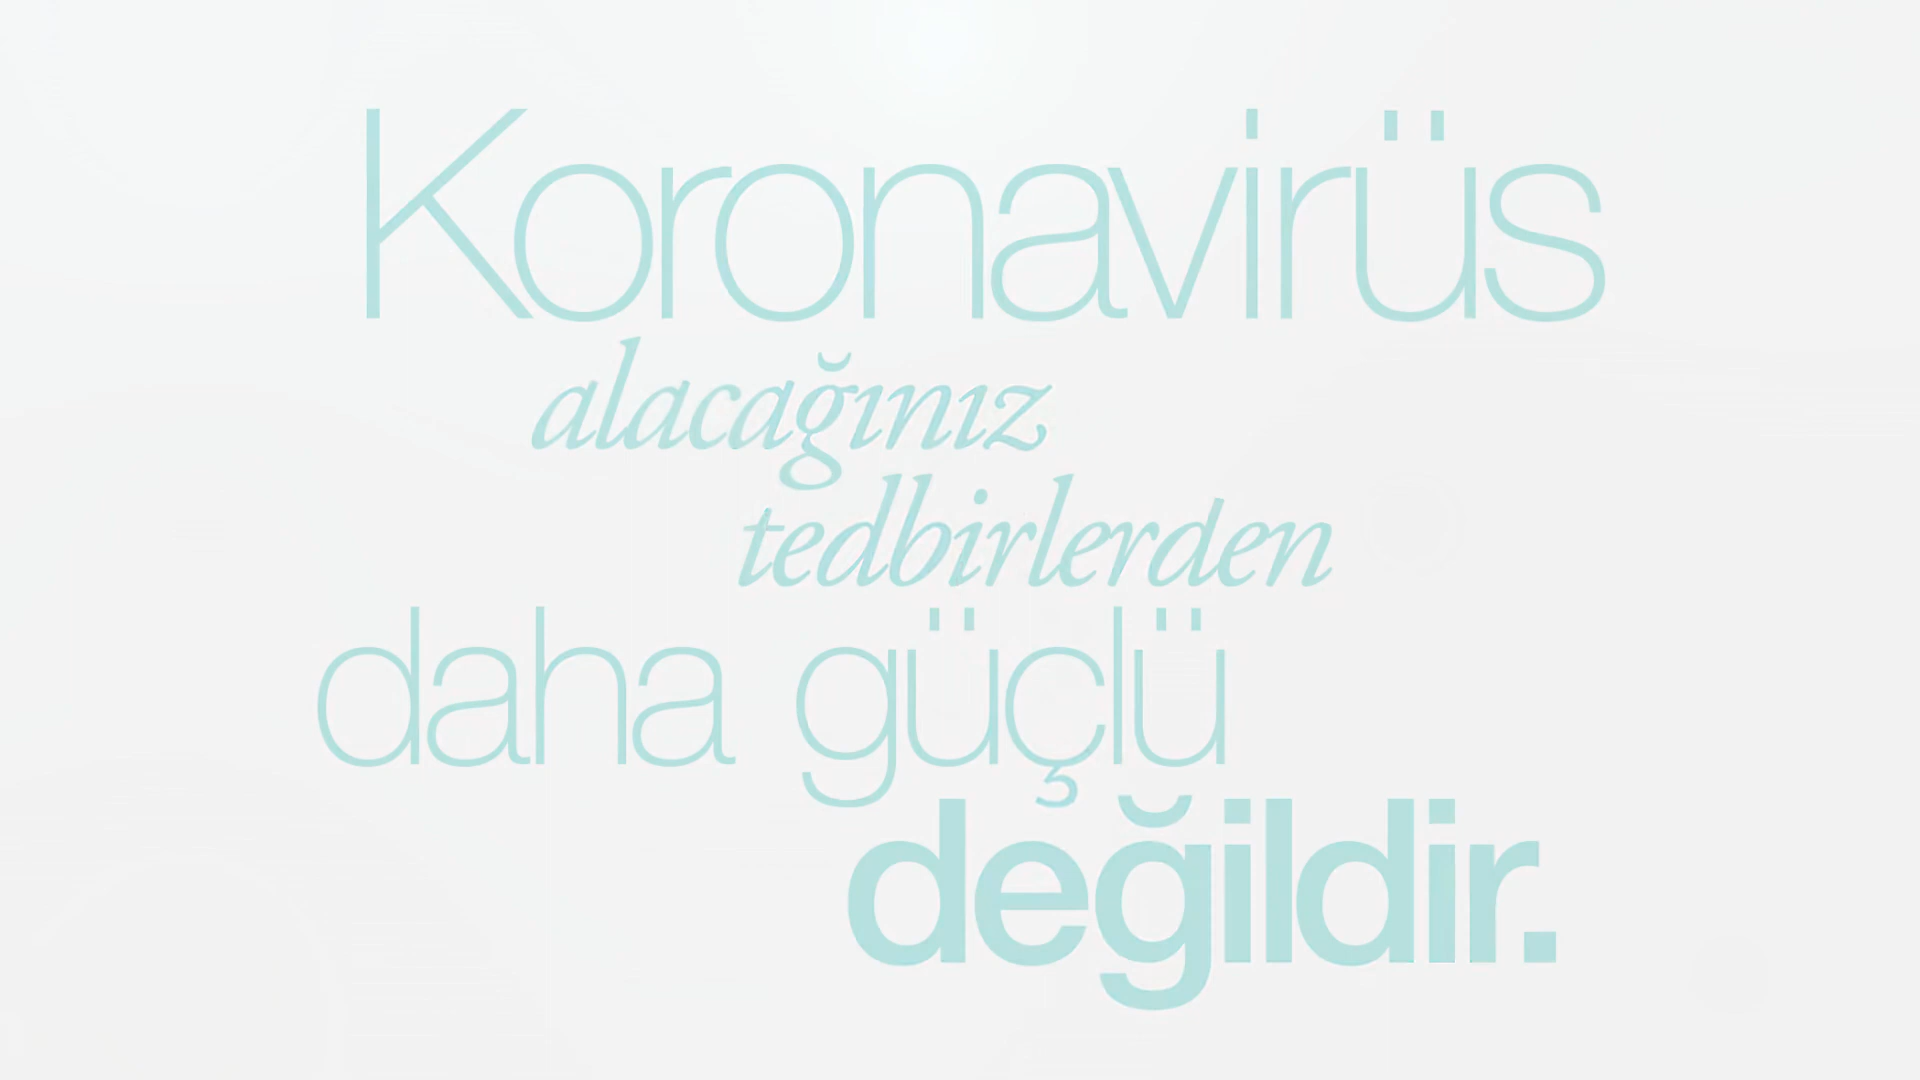 Koronavirüs
alacağınız
tedbirlerden
daha güçlü
değildir.